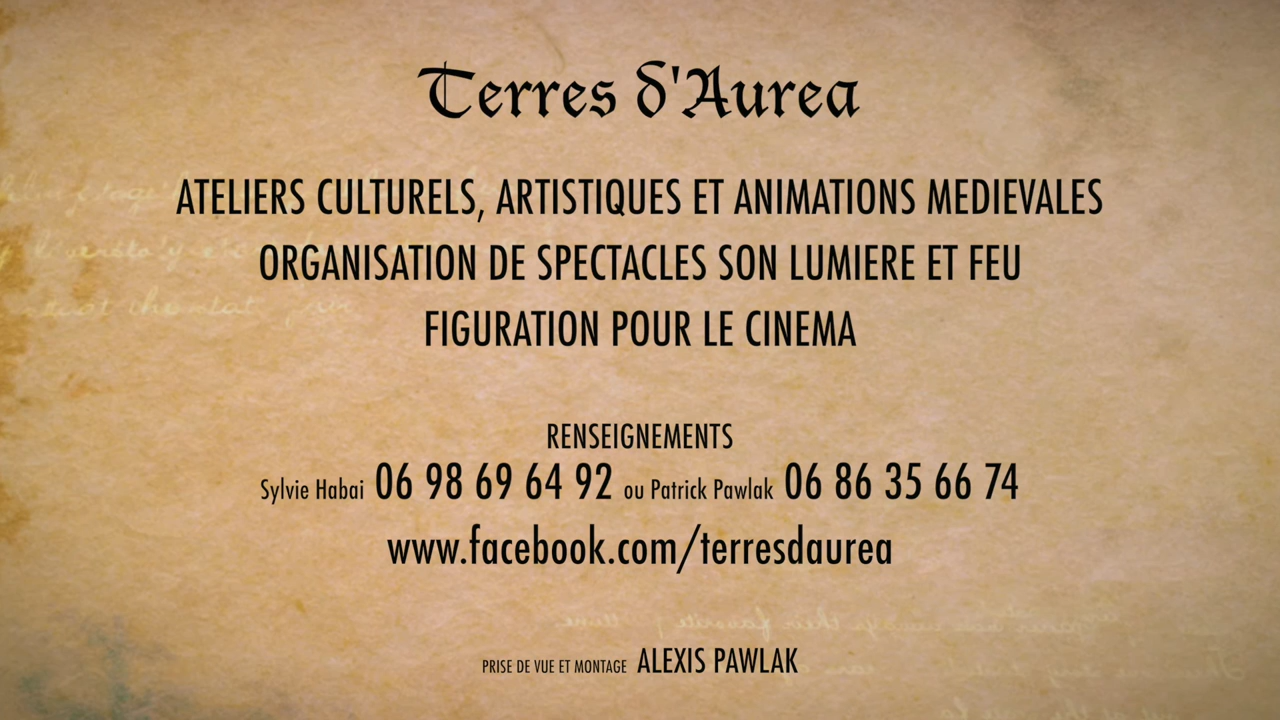 Terres d'Aurea
ATELIERS CULTURELS, ARTISTIQUES ET ANIMATIONS MEDIEVALES
ORGANISATION DE SPECTACLES SON LUMIERE ET FEU
FIGURATION POUR LE CINEMA
RENSEIGNEMENTS
Sylvie Habai 06 98 69 64 92 ou Patrick Pawlak 06 86 35 66 74
www.facebook.com/terresdaurea
PRISE DE VUE ET MONTAGE ALEXIS PAWLAK